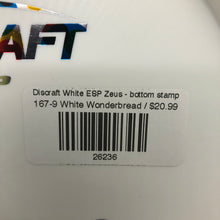 AFT
Discraft White ESP Zeus - bottom stamp
167-9 White Wonderbread / $20.99
26236